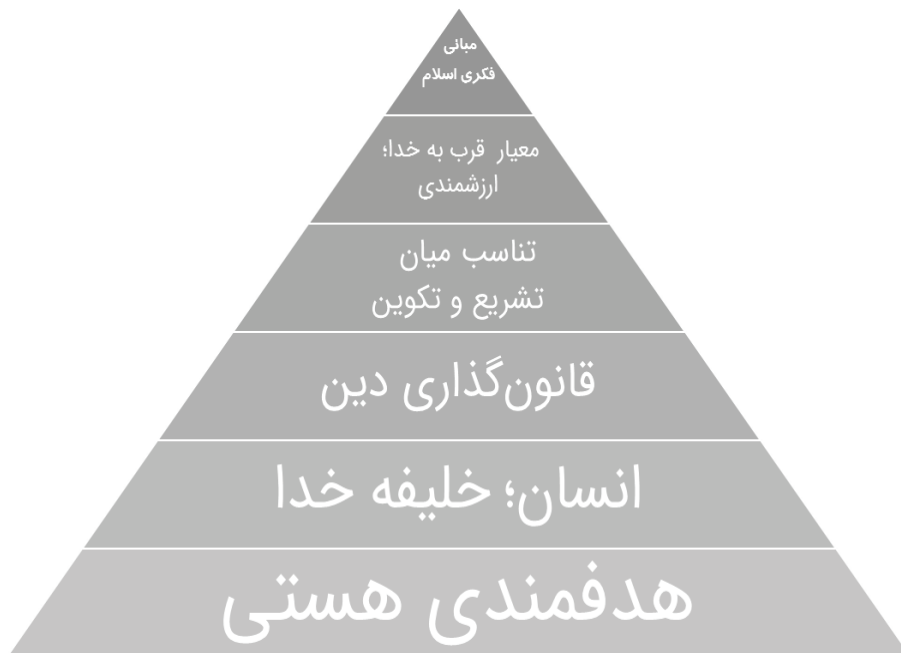 مبانی
فکری اسلام
معیار قرب به خدا؛
ارزشمندی
تناسب میان
تشریع و تکوین
قانون‌گذاری دین
انسان؛ خلیفه خدا
هدفمندی هستی